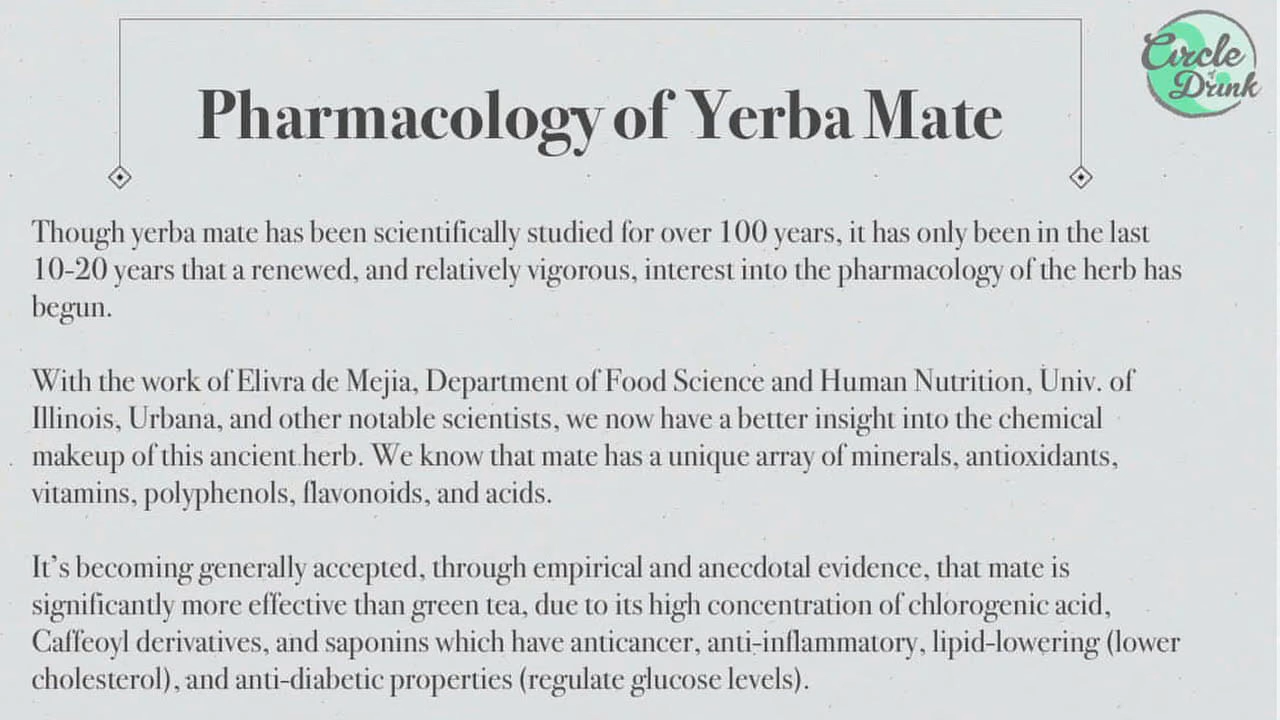 Circle
of
Drink
Pharmacology of Yerba Mate
Though yerba mate has been scientifically studied for over 100 years, it has only been in the last
10-20 years that a renewed, and relatively vigorous, interest into the pharmacology of the herb has
begun.
With the work of Elivra de Mejia, Department of Food Science and Human Nutrition, Univ. of
Illinois, Urbana, and other notable scientists, we now have a better insight into the chemical
makeup of this ancient herb. We know that mate has a unique array of minerals, antioxidants,
vitamins, polyphenols, flavonoids, and acids.
It’s becoming generally accepted, through empirical and anecdotal evidence, that mate is
significantly more effective than green tea, due to its high concentration of chlorogenic acid,
Caffeoyl derivatives, and saponins which have anticancer, anti-inflammatory, lipid-lowering (lower
cholesterol), and anti-diabetic properties (regulate glucose levels).